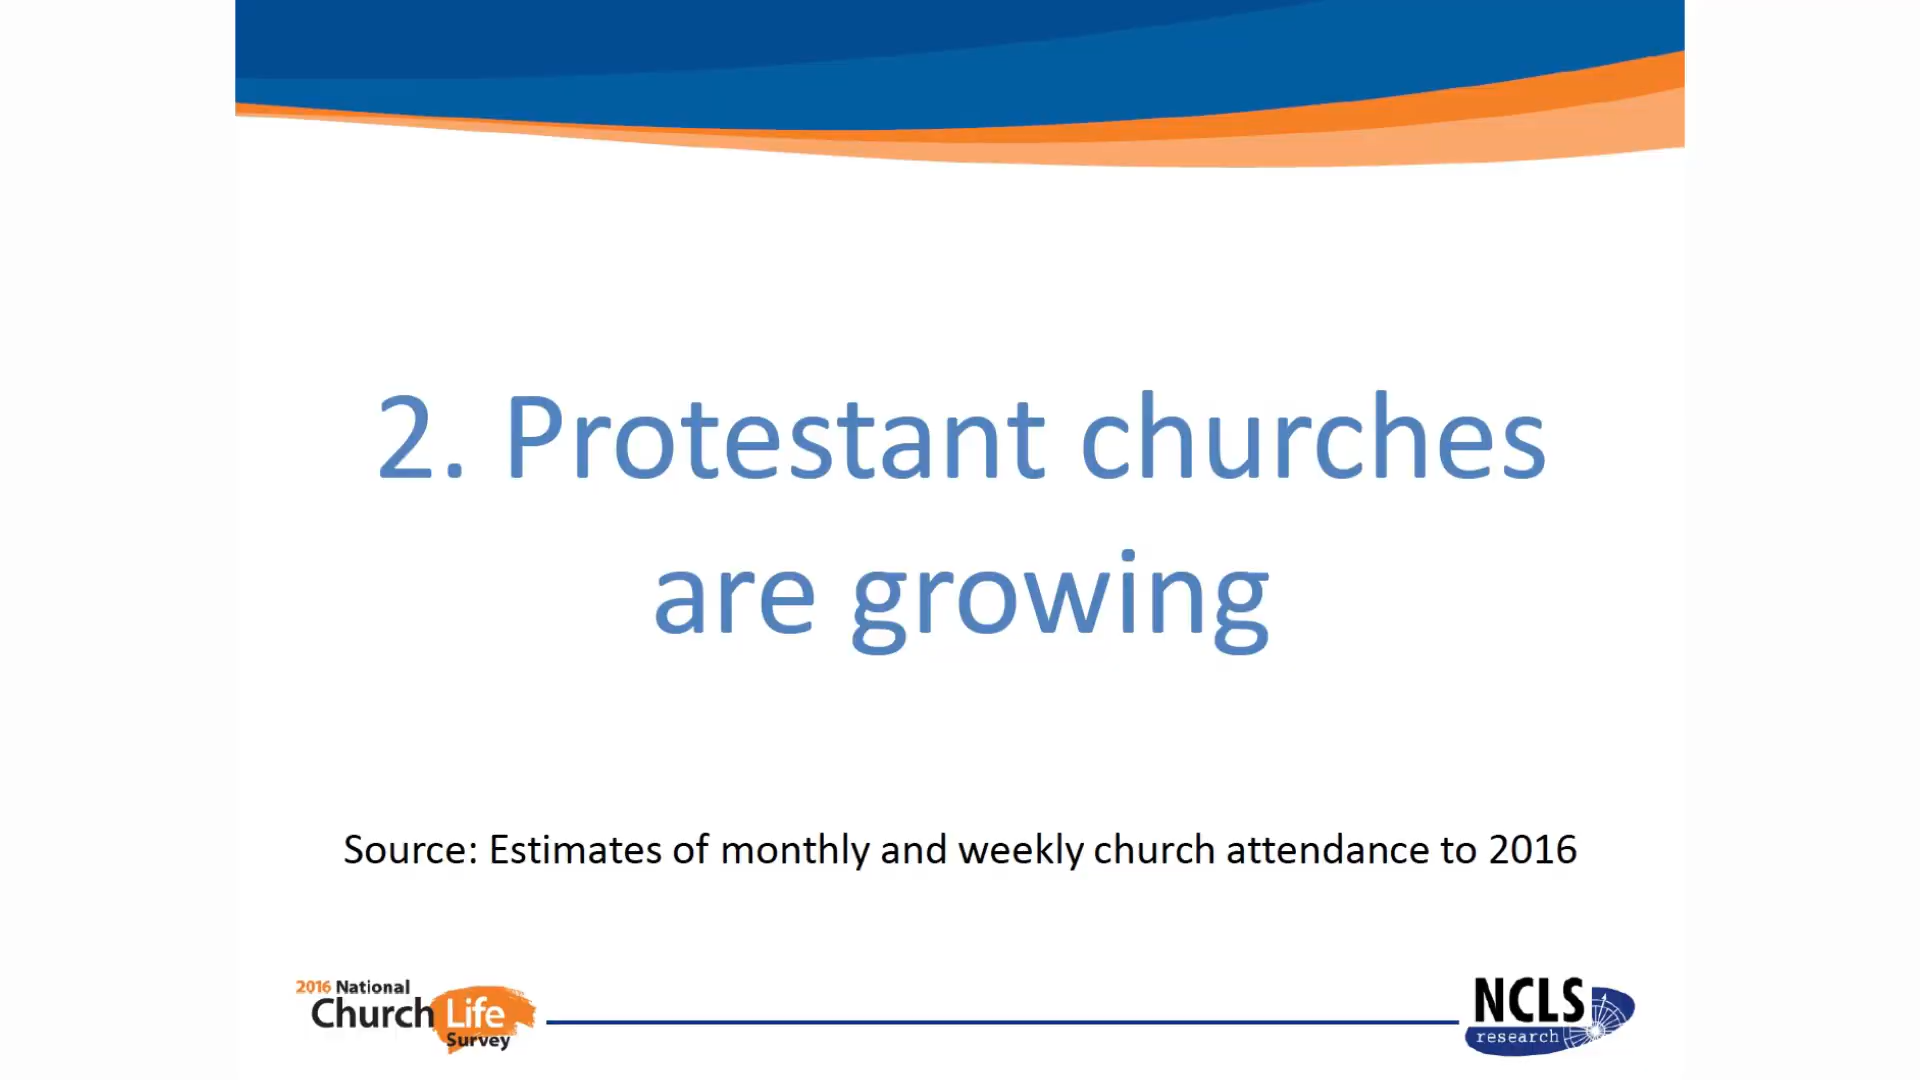 2. Protestant churches
are growing
Source: Estimates of monthly and weekly church attendance to 2016
2016 National
Church Life
Survey
NCLS
research